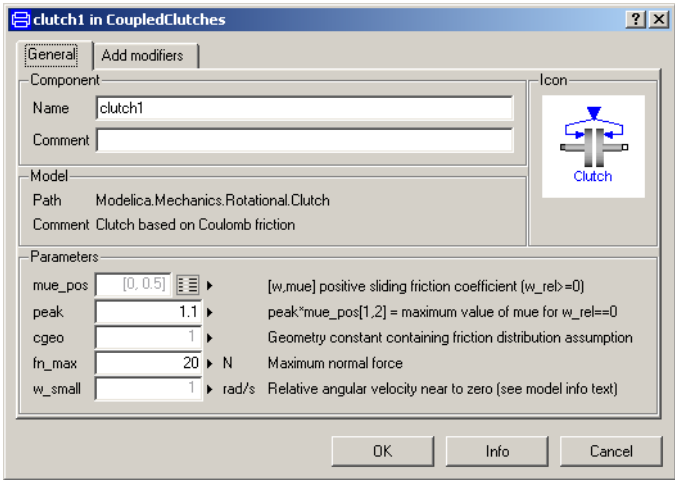 clutch1 in CoupledClutches
General Add modifiers
Component
Name clutch1
Comment
Icon
Clutch
Model
Path Modelica.Mechanics.Rotational.Clutch
Comment Clutch based on Coulomb friction
Parameters
mue_pos [0, 0.5] [w,mue] positive sliding friction coefficient (w_rel>=0)
peak 1.1 peak*mue_pos[1,2] = maximum value of mue for w_rel==0
cgeo 1 Geometry constant containing friction distribution assumption
fn_max 20 N Maximum normal force
w_small 1 rad/s Relative angular velocity near to zero (see model info text)
OK Info Cancel